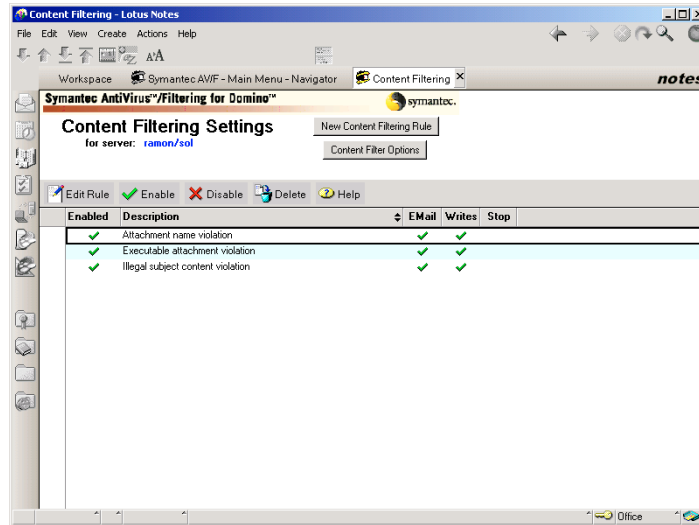 Content Filtering - Lotus Notes
File Edit View Create Actions Help
Workspace Symantec AV/F - Main Menu - Navigator Content Filtering notes
Symantec AntiVirus™/Filtering for Domino™ symantec.
Content Filtering Settings New Content Filtering Rule
for server: ramon/sol Content Filter Options
Edit Rule Enable Disable Delete Help
Enabled Description EMail Writes Stop
Attachment name violation
Executable attachment violation
Illegal subject content violation
Office